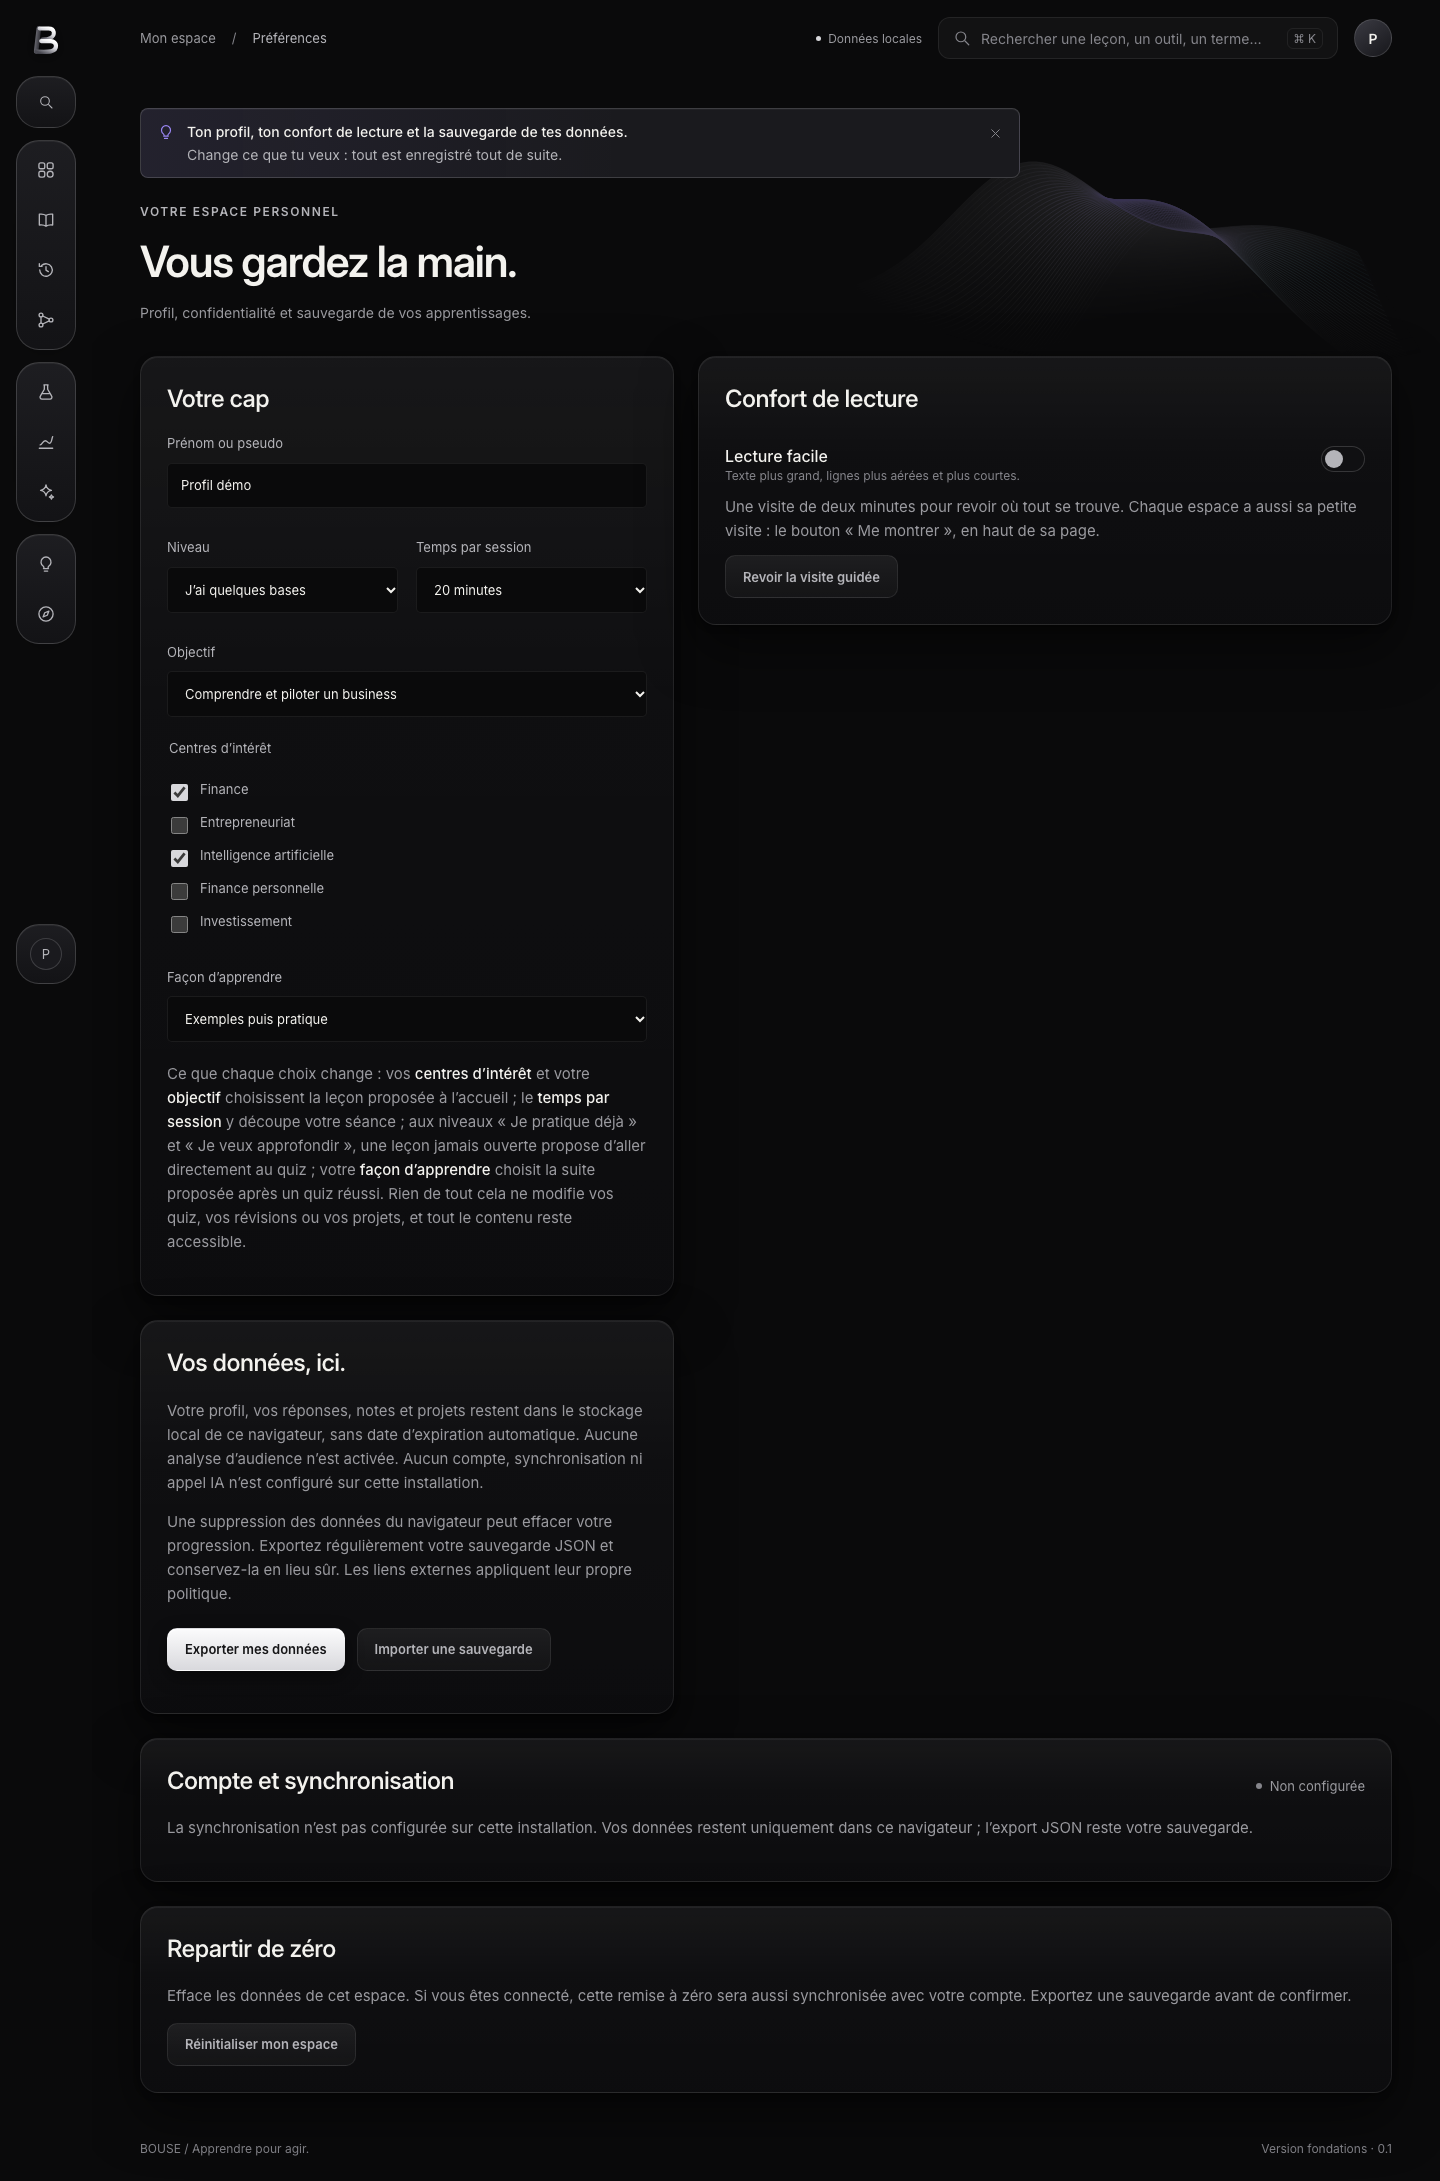 B
Mon espace / Préférences
Données locales
Rechercher une leçon, un outil, un terme...
⌘ K
P
Ton profil, ton confort de lecture et la sauvegarde de tes données.
Change ce que tu veux : tout est enregistré tout de suite.
VOTRE ESPACE PERSONNEL
Vous gardez la main.
Profil, confidentialité et sauvegarde de vos apprentissages.
Votre cap
Prénom ou pseudo
Profil démo
Niveau
Temps par session
J’ai quelques bases
20 minutes
Objectif
Comprendre et piloter un business
Centres d’intérêt
Finance
Entrepreneuriat
Intelligence artificielle
Finance personnelle
Investissement
Façon d’apprendre
Exemples puis pratique
Ce que chaque choix change : vos centres d’intérêt et votre
objectif choisissent la leçon proposée à l’accueil ; le temps par
session y découpe votre séance ; aux niveaux « Je pratique déjà »
et « Je veux approfondir », une leçon jamais ouverte propose d’aller
directement au quiz ; votre façon d’apprendre choisit la suite
proposée après un quiz réussi. Rien de tout cela ne modifie vos
quiz, vos révisions ou vos projets, et tout le contenu reste
accessible.
Confort de lecture
Lecture facile
Texte plus grand, lignes plus aérées et plus courtes.
Une visite de deux minutes pour revoir où tout se trouve. Chaque espace a aussi sa petite
visite : le bouton « Me montrer », en haut de sa page.
Revoir la visite guidée
P
Vos données, ici.
Votre profil, vos réponses, notes et projets restent dans le stockage
local de ce navigateur, sans date d’expiration automatique. Aucune
analyse d’audience n’est activée. Aucun compte, synchronisation ni
appel IA n’est configuré sur cette installation.
Une suppression des données du navigateur peut effacer votre
progression. Exportez régulièrement votre sauvegarde JSON et
conservez-la en lieu sûr. Les liens externes appliquent leur propre
politique.
Exporter mes données
Importer une sauvegarde
Compte et synchronisation
Non configurée
La synchronisation n’est pas configurée sur cette installation. Vos données restent uniquement dans ce navigateur ; l’export JSON reste votre sauvegarde.
Repartir de zéro
Efface les données de cet espace. Si vous êtes connecté, cette remise à zéro sera aussi synchronisée avec votre compte. Exportez une sauvegarde avant de confirmer.
Réinitialiser mon espace
BOUSE / Apprendre pour agir.
Version fondations · 0.1